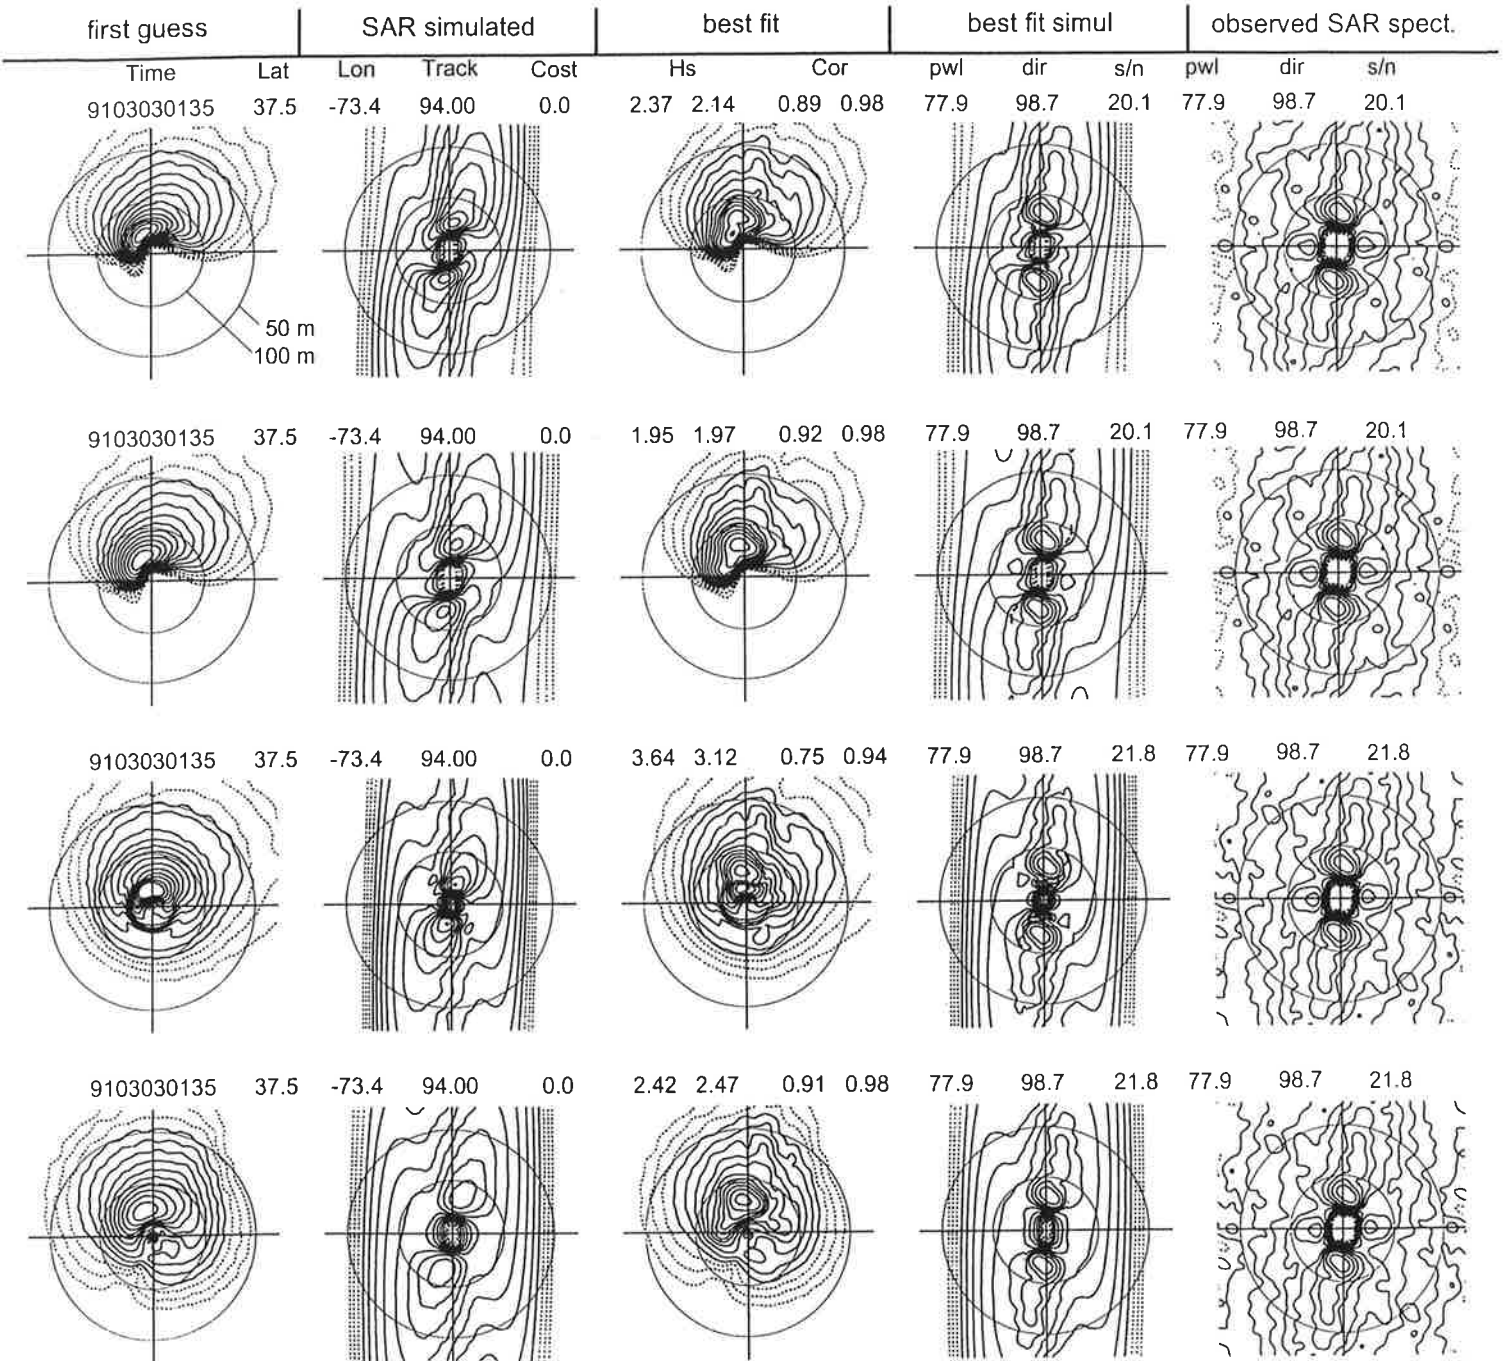 first guess SAR simulated best fit best fit simul observed SAR spect.
Time Lat Lon Track Cost Hs Cor pwl dir s/n pwl dir s/n
9103030135 37.5 -73.4 94.00 0.0 2.37 2.14 0.89 0.98 77.9 98.7 20.1 77.9 98.7 20.1
50 m
100 m
9103030135 37.5 -73.4 94.00 0.0 1.95 1.97 0.92 0.98 77.9 98.7 20.1 77.9 98.7 20.1
9103030135 37.5 -73.4 94.00 0.0 3.64 3.12 0.75 0.94 77.9 98.7 21.8 77.9 98.7 21.8
9103030135 37.5 -73.4 94.00 0.0 2.42 2.47 0.91 0.98 77.9 98.7 21.8 77.9 98.7 21.8